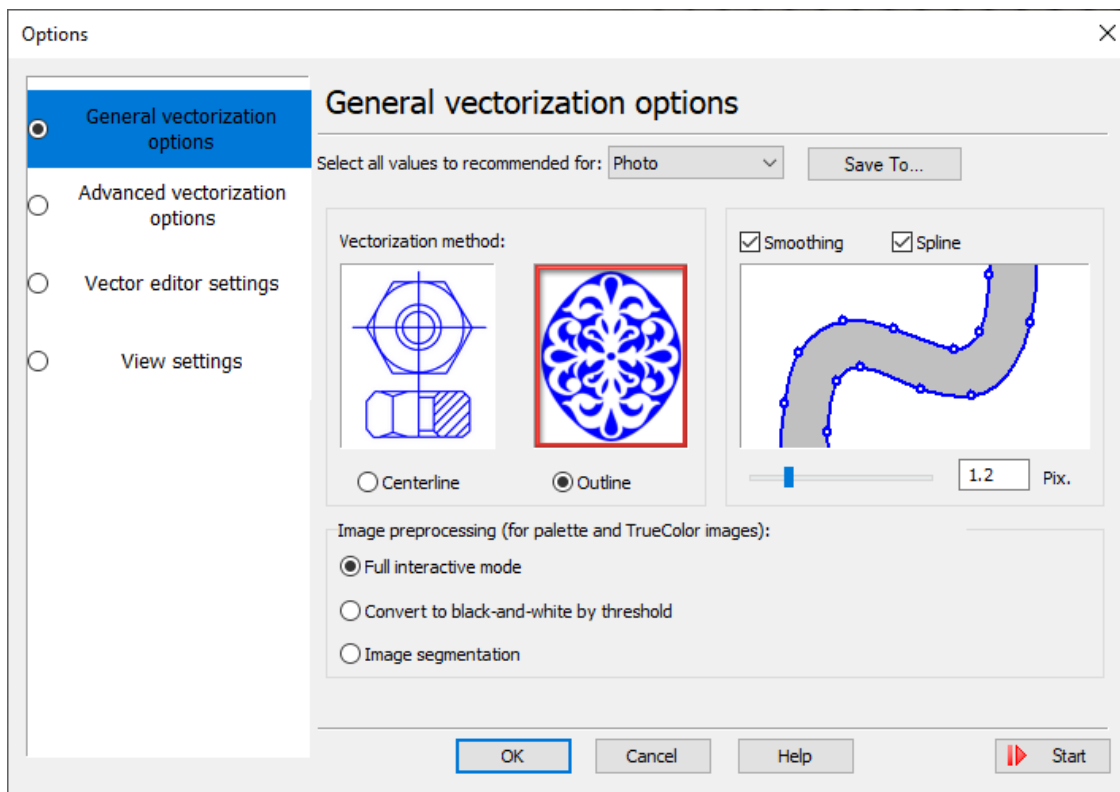 Options
General vectorization
options
Advanced vectorization
options
Vector editor settings
View settings
General vectorization options
Select all values to recommended for: Photo Save To...
Vectorization method:
Centerline Outline
Smoothing Spline
1.2 Pix.
Image preprocessing (for palette and TrueColor images):
Full interactive mode
Convert to black-and-white by threshold
Image segmentation
OK Cancel Help Start